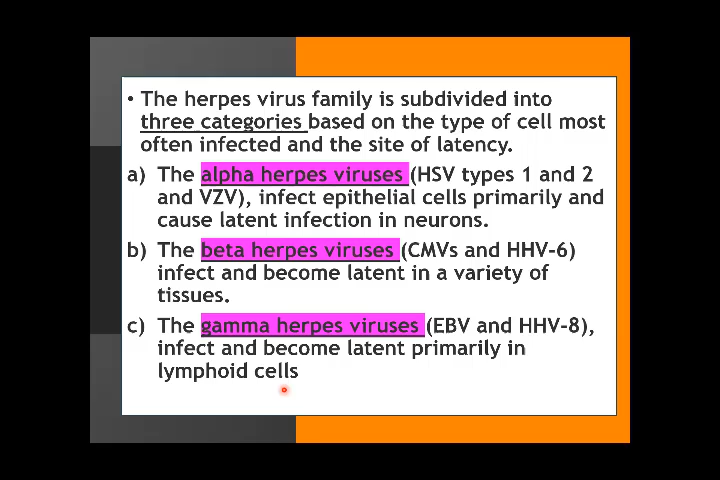 • The herpes virus family is subdivided into
three categories based on the type of cell most
often infected and the site of latency.
a) The alpha herpes viruses (HSV types 1 and 2
and VZV), infect epithelial cells primarily and
cause latent infection in neurons.
b) The beta herpes viruses (CMVs and HHV-6)
infect and become latent in a variety of
tissues.
c) The gamma herpes viruses (EBV and HHV-8),
infect and become latent primarily in
lymphoid cells